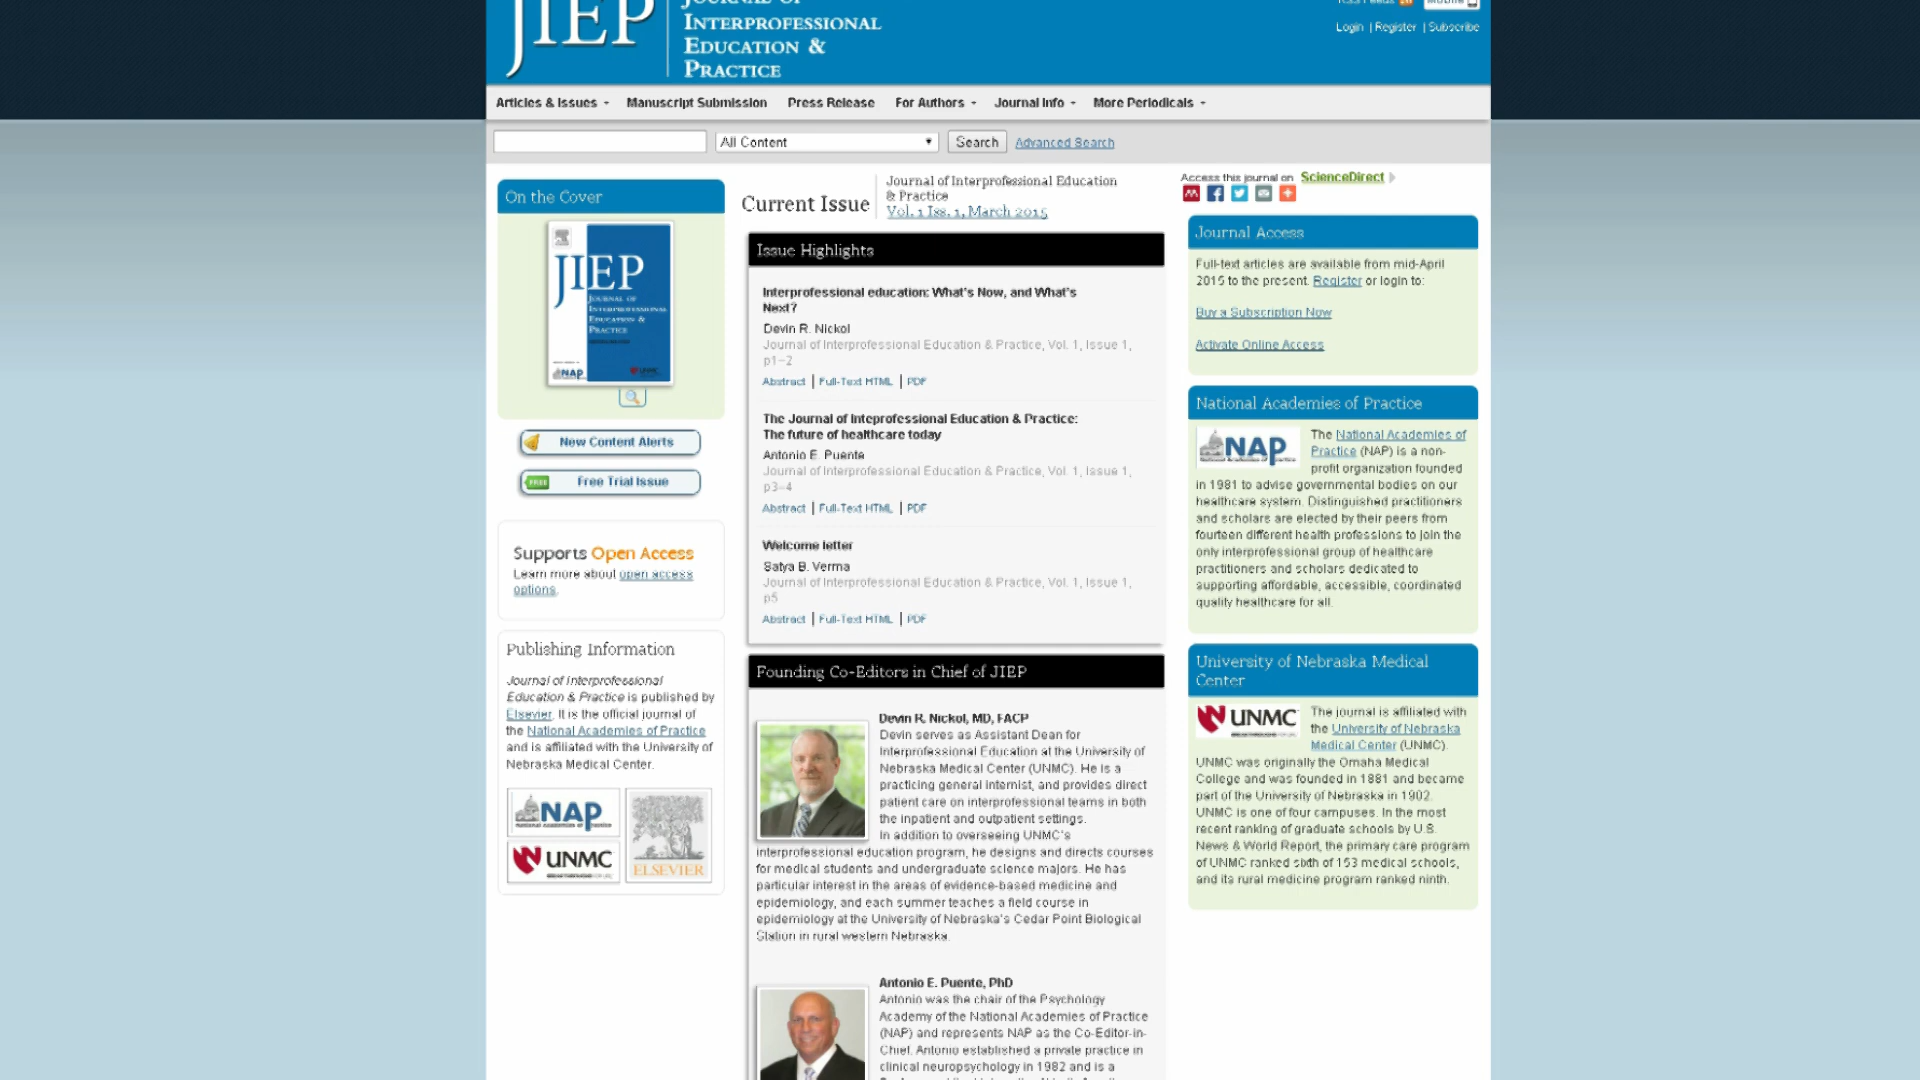 JIEP
JOURNAL OF
INTERPROFESSIONAL
EDUCATION &
PRACTICE
RSS Feeds
Mobile
Login | Register | Subscribe
Articles & Issues
Manuscript Submission
Press Release
For Authors
Journal Info
More Periodicals
All Content
Search
Advanced Search
On the Cover
JIEP
JOURNAL OF
INTERPROFESSIONAL
EDUCATION &
PRACTICE
NAP
UNMC
New Content Alerts
FREE
Free Trial Issue
Supports Open Access
Learn more about open access
options.
Publishing Information
Journal of Interprofessional
Education & Practice is published by
Elsevier. It is the official journal of
the National Academies of Practice
and is affiliated with the University of
Nebraska Medical Center.
NAP
National Academies of Practice
UNMC
ELSEVIER
Current Issue
Journal of Interprofessional Education
& Practice
Vol. 1 Iss. 1, March 2015
Issue Highlights
Interprofessional education: What's Now, and What's
Next?
Devin R. Nickol
Journal of Interprofessional Education & Practice, Vol. 1, Issue 1,
p1–2
Abstract | Full-Text HTML | PDF
The Journal of Inteprofessional Education & Practice:
The future of healthcare today
Antonio E. Puente
Journal of Interprofessional Education & Practice, Vol. 1, Issue 1,
p3–4
Abstract | Full-Text HTML | PDF
Welcome letter
Satya B. Verma
Journal of Interprofessional Education & Practice, Vol. 1, Issue 1,
p5
Abstract | Full-Text HTML | PDF
Founding Co-Editors in Chief of JIEP
Devin R. Nickol, MD, FACP
Devin serves as Assistant Dean for
Interprofessional Education at the University of
Nebraska Medical Center (UNMC). He is a
practicing general internist, and provides direct
patient care on interprofessional teams in both
the inpatient and outpatient settings.
In addition to overseeing UNMC's
interprofessional education program, he designs and directs courses
for medical students and undergraduate science majors. He has
particular interest in the areas of evidence-based medicine and
epidemiology, and each summer teaches a field course in
epidemiology at the University of Nebraska's Cedar Point Biological
Station in rural western Nebraska.
Antonio E. Puente, PhD
Antonio was the chair of the Psychology
Academy of the National Academies of Practice
(NAP) and represents NAP as the Co-Editor-in-
Chief. Antonio established a private practice in
clinical neuropsychology in 1982 and is a
Access this journal on ScienceDirect
Journal Access
Full-text articles are available from mid-April
2015 to the present. Register or login to:
Buy a Subscription Now
Activate Online Access
National Academies of Practice
NAP
National Academies of Practice
The National Academies of
Practice (NAP) is a non-
profit organization founded
in 1981 to advise governmental bodies on our
healthcare system. Distinguished practitioners
and scholars are elected by their peers from
fourteen different health professions to join the
only interprofessional group of healthcare
practitioners and scholars dedicated to
supporting affordable, accessible, coordinated
quality healthcare for all.
University of Nebraska Medical
Center
UNMC
The journal is affiliated with
the University of Nebraska
Medical Center (UNMC).
UNMC was originally the Omaha Medical
College and was founded in 1881 and became
part of the University of Nebraska in 1902.
UNMC is one of four campuses. In the most
recent ranking of graduate schools by U.S.
News & World Report, the primary care program
of UNMC ranked sixth of 153 medical schools,
and its rural medicine program ranked ninth.